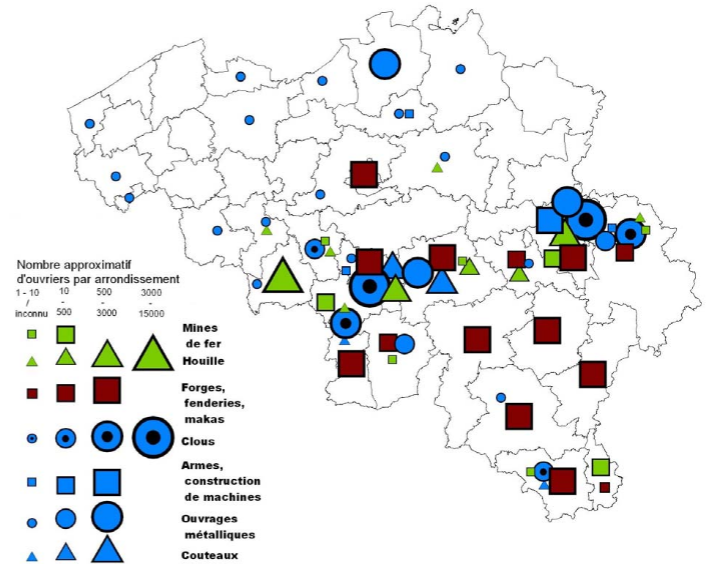 Nombre approximatif
d'ouvriers par arrondissement
1 - 10 10 500 3000
/ - - -
inconnu 500 3000 15000
Mines
de fer
Houille
Forges,
fenderies,
makas
Clous
Armes,
construction
de machines
Ouvrages
métalliques
Couteaux